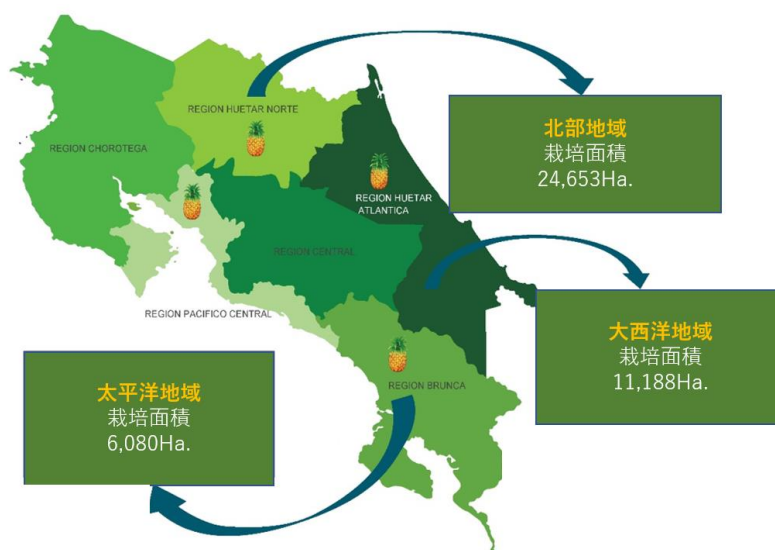 REGION HUETAR NORTE
REGION CHOROTEGA
REGION HUETAR
ATLANTICA
REGION CENTRAL
REGION PACIFICO CENTRAL
REGION BRUNCA
北部地域
栽培面積
24,653Ha.
大西洋地域
栽培面積
11,188Ha.
太平洋地域
栽培面積
6,080Ha.